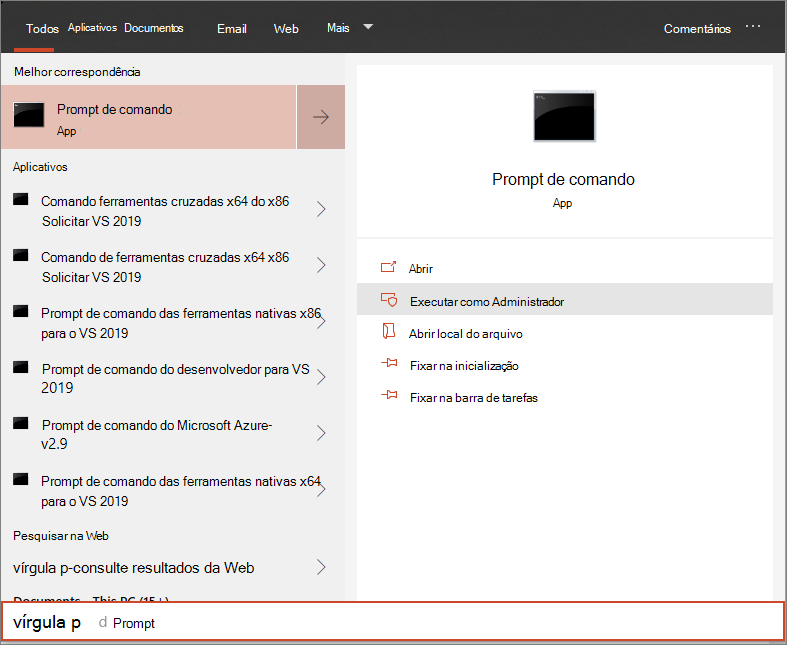 Todos Aplicativos Documentos Email Web Mais Comentários ...
Melhor correspondência
Prompt de comando
App
Aplicativos
Comando ferramentas cruzadas x64 do x86
Solicitar VS 2019
Comando de ferramentas cruzadas x64 x86
Solicitar VS 2019
Prompt de comando das ferramentas nativas x86
para o VS 2019
Prompt de comando do desenvolvedor para VS
2019
Prompt de comando do Microsoft Azure-
v2.9
Prompt de comando das ferramentas nativas x64
para o VS 2019
Pesquisar na Web
vírgula p-consulte resultados da Web
Documents - This PC (15+)
vírgula p d Prompt
Prompt de comando
App
Abrir
Executar como Administrador
Abrir local do arquivo
Fixar na inicialização
Fixar na barra de tarefas